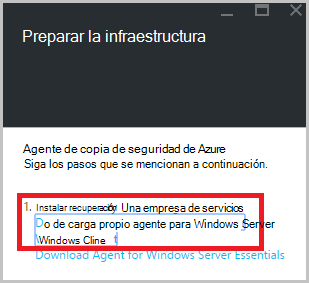 Preparar la infraestructura
Agente de copia de seguridad de Azure
Siga los pasos que se mencionan a continuación.
1. Instalar recuperación Una empresa de servicios
Do de carga propio agente para Windows Server
Windows Cline t
Download Agent for Windows Server Essentials